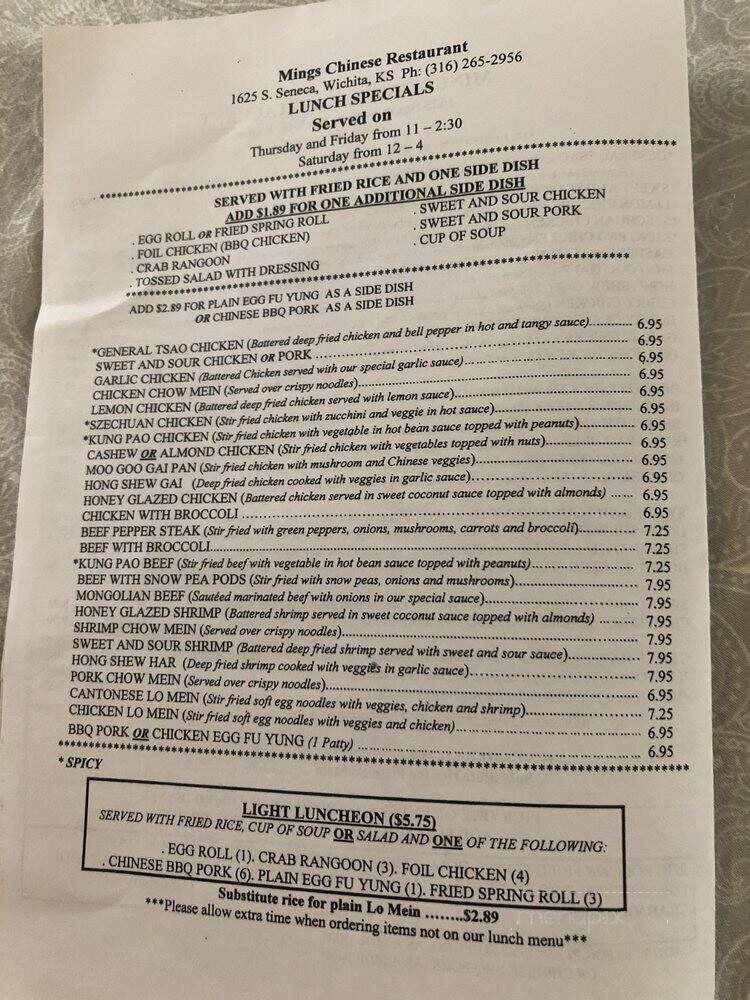 Mings Chinese Restaurant
1625 S. Seneca, Wichita, KS Ph: (316) 265-2956
LUNCH SPECIALS
Served on
Thursday and Friday from 11 – 2:30
Saturday from 12 – 4
SERVED WITH FRIED RICE AND ONE SIDE DISH
ADD $1.89 FOR ONE ADDITIONAL SIDE DISH
. EGG ROLL OR FRIED SPRING ROLL
. FOIL CHICKEN (BBQ CHICKEN)
. CRAB RANGOON
. TOSSED SALAD WITH DRESSING
. SWEET AND SOUR CHICKEN
. SWEET AND SOUR PORK
. CUP OF SOUP
ADD $2.89 FOR PLAIN EGG FU YUNG AS A SIDE DISH
OR CHINESE BBQ PORK AS A SIDE DISH
*GENERAL TSAO CHICKEN (Battered deep fried chicken and bell pepper in hot and tangy sauce)............ 6.95
SWEET AND SOUR CHICKEN OR PORK ............ 6.95
GARLIC CHICKEN (Battered Chicken served with our special garlic sauce)............ 6.95
CHICKEN CHOW MEIN (Served over crispy noodles)............ 6.95
LEMON CHICKEN (Battered deep fried chicken served with lemon sauce)............ 6.95
*SZECHUAN CHICKEN (Stir fried chicken with zucchini and veggie in hot sauce)............ 6.95
*KUNG PAO CHICKEN (Stir fried chicken with vegetable in hot bean sauce topped with peanuts)............ 6.95
CASHEW OR ALMOND CHICKEN (Stir fried chicken with vegetables topped with nuts)............ 6.95
MOO GOO GAI PAN (Stir fried chicken with mushroom and Chinese veggies)............ 6.95
HONG SHEW GAI (Deep fried chicken cooked with veggies in garlic sauce)............ 6.95
HONEY GLAZED CHICKEN (Battered chicken served in sweet coconut sauce topped with almonds) ...... 6.95
CHICKEN WITH BROCCOLI ............ 6.95
BEEF PEPPER STEAK (Stir fried with green peppers, onions, mushrooms, carrots and broccoli)............ 7.25
BEEF WITH BROCCOLI............ 7.25
*KUNG PAO BEEF (Stir fried beef with vegetable in hot bean sauce topped with peanuts)............ 7.25
BEEF WITH SNOW PEA PODS (Stir fried with snow peas, onions and mushrooms)............ 7.95
MONGOLIAN BEEF (Sautéed marinated beef with onions in our special sauce)............ 7.95
HONEY GLAZED SHRIMP (Battered shrimp served in sweet coconut sauce topped with almonds) ......... 7.95
SHRIMP CHOW MEIN (Served over crispy noodles)............ 7.95
SWEET AND SOUR SHRIMP (Battered deep fried shrimp served with sweet and sour sauce)............ 7.95
HONG SHEW HAR (Deep fried shrimp cooked with veggies in garlic sauce)............ 7.95
PORK CHOW MEIN (Served over crispy noodles)............ 6.95
CANTONESE LO MEIN (Stir fried soft egg noodles with veggies, chicken and shrimp)............ 7.25
CHICKEN LO MEIN (Stir fried soft egg noodles with veggies and chicken)............ 6.95
BBQ PORK OR CHICKEN EGG FU YUNG (1 Patty) ............ 6.95
* SPICY
LIGHT LUNCHEON ($5.75)
SERVED WITH FRIED RICE, CUP OF SOUP OR SALAD AND ONE OF THE FOLLOWING:
. EGG ROLL (1). CRAB RANGOON (3). FOIL CHICKEN (4)
. CHINESE BBQ PORK (6). PLAIN EGG FU YUNG (1). FRIED SPRING ROLL (3)
Substitute rice for plain Lo Mein ........$2.89
***Please allow extra time when ordering items not on our lunch menu***